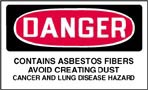 DANGER
CONTAINS ASBESTOS FIBERS
AVOID CREATING DUST
CANCER AND LUNG DISEASE HAZARD